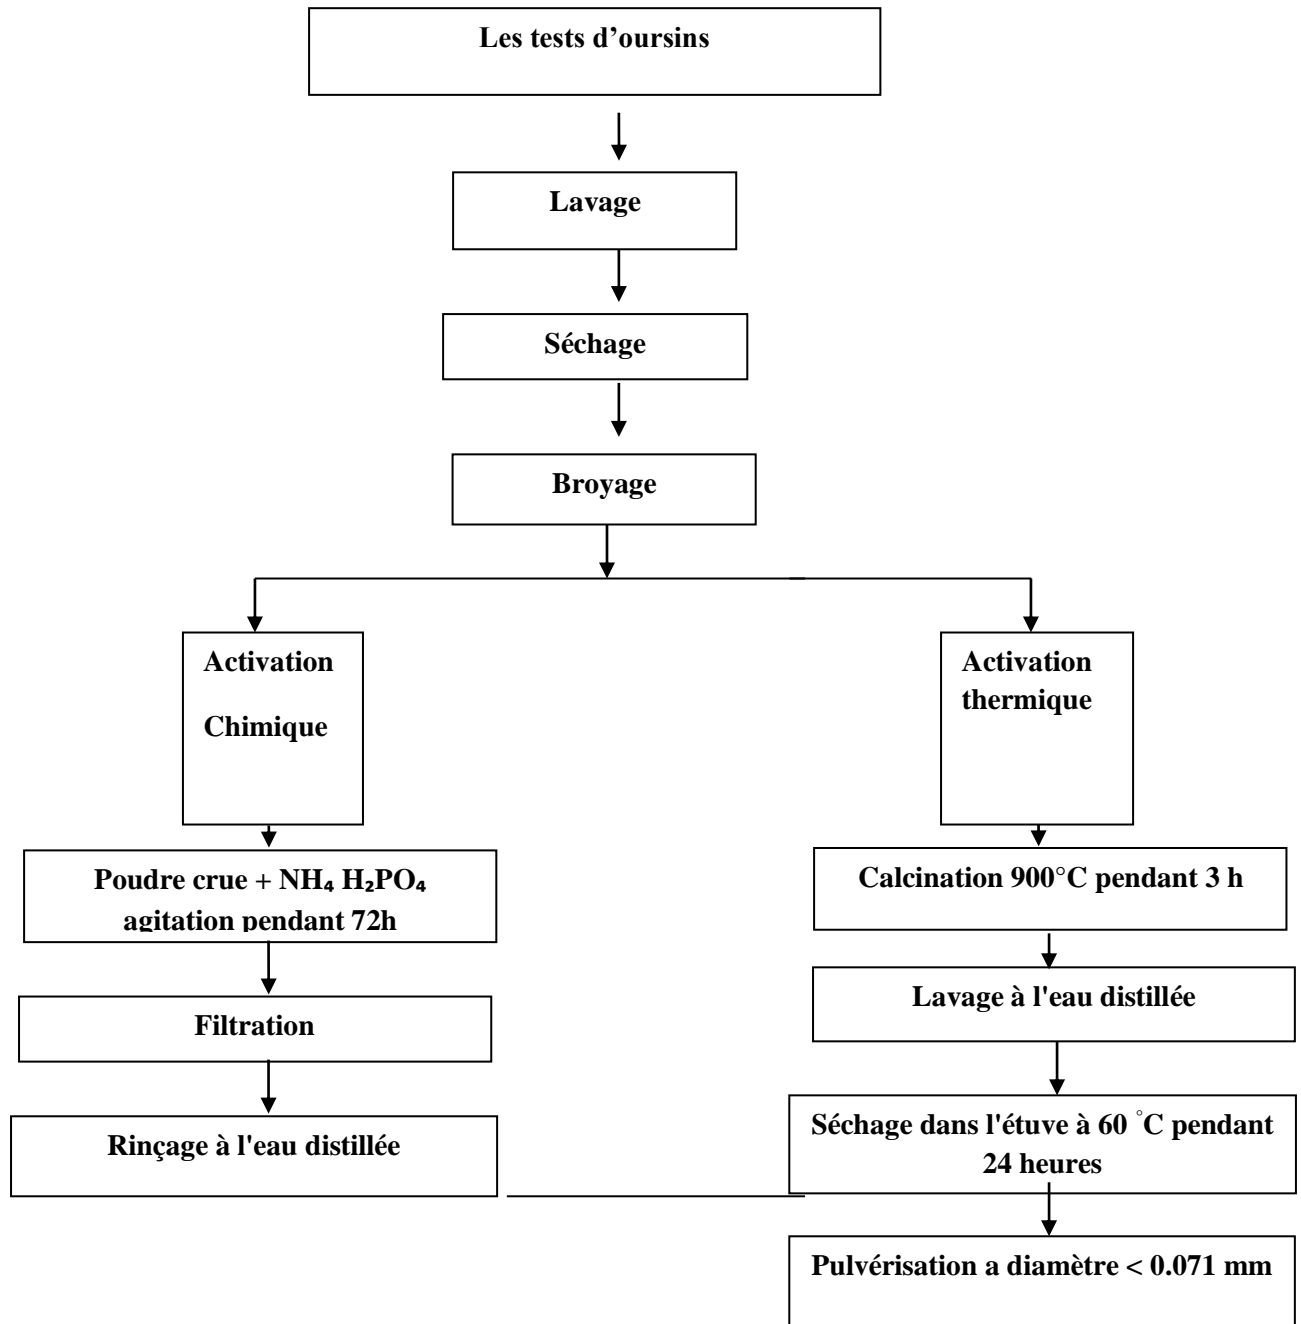 Les tests d’oursins
Lavage
Séchage
Broyage
Activation
Chimique
Activation
thermique
Poudre crue + NH₄ H₂PO₄
agitation pendant 72h
Calcination 900°C pendant 3 h
Filtration
Lavage à l'eau distillée
Rinçage à l'eau distillée
Séchage dans l'étuve à 60 °C pendant
24 heures
Pulvérisation a diamètre < 0.071 mm